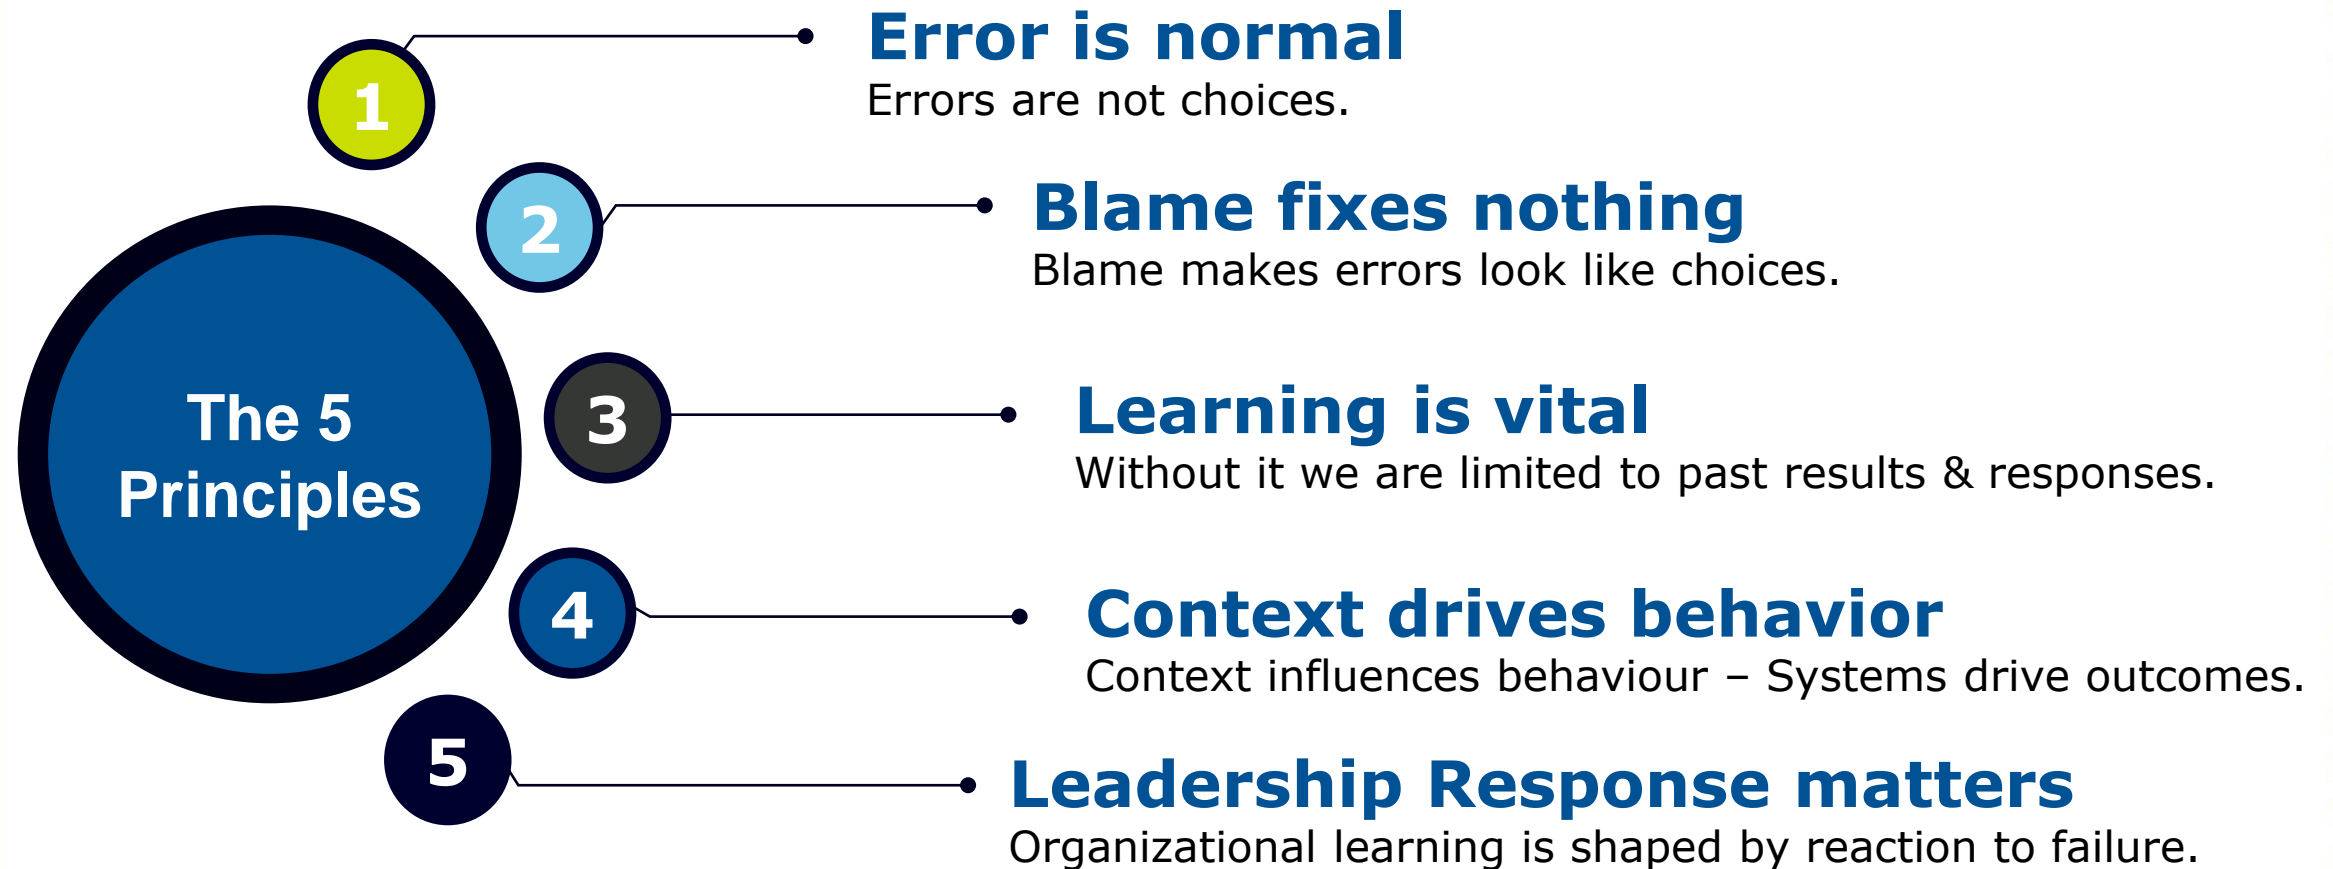 The 5
Principles
1
Error is normal
Errors are not choices.
2
Blame fixes nothing
Blame makes errors look like choices.
3
Learning is vital
Without it we are limited to past results & responses.
4
Context drives behavior
Context influences behaviour – Systems drive outcomes.
5
Leadership Response matters
Organizational learning is shaped by reaction to failure.